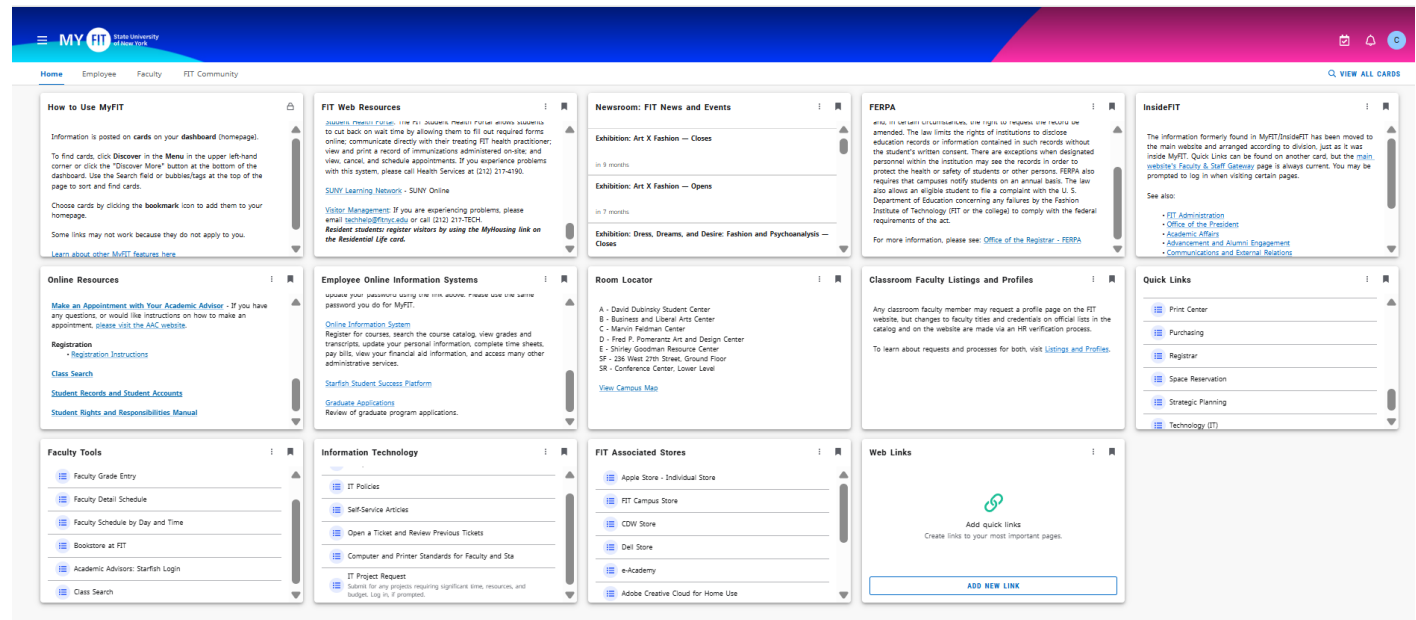 MY FIT State University
of New York
C
Home Employee Faculty FIT Community
VIEW ALL CARDS
How to Use MyFIT
Information is posted on cards on your dashboard (homepage).
To find cards, click Discover in the Menu in the upper left-hand
corner or click the "Discover More" button at the bottom of the
dashboard. Use the Search field or bubbles/tags at the top of the
page to sort and find cards.
Choose cards by clicking the bookmark icon to add them to your
homepage.
Some links may not work because they do not apply to you.
Learn about other MyFIT features here
FIT Web Resources
Student Health Portal: The FIT Student Health Portal allows students
to cut back on wait time by allowing them to fill out required forms
online; communicate directly with their treating FIT health practitioner;
view and print a record of immunizations administered on-site; and
view, cancel, and schedule appointments. If you experience problems
with this system, please call Health Services at (212) 217-4190.
SUNY Learning Network - SUNY Online
Visitor Management: If you are experiencing problems, please
email techhelp@fitnyc.edu or call (212) 217-TECH.
Resident students: register visitors by using the MyHousing link on
the Residential Life card.
Newsroom: FIT News and Events
Exhibition: Art X Fashion — Closes
in 9 months
Exhibition: Art X Fashion — Opens
in 7 months
Exhibition: Dress, Dreams, and Desire: Fashion and Psychoanalysis —
Closes
FERPA
and, in certain circumstances, the right to request the record be
amended. The law limits the rights of institutions to disclose
education records or information contained in such records without
the student's written consent. There are exceptions when designated
personnel within the institution may see the records in order to
protect the health or safety of students or other persons. FERPA also
requires that campuses notify students on an annual basis. The law
also allows an eligible student to file a complaint with the U. S.
Department of Education concerning any failures by the Fashion
Institute of Technology (FIT or the college) to comply with the federal
requirements of the act.
For more information, please see: Office of the Registrar - FERPA
InsideFIT
The information formerly found in MyFIT/InsideFIT has been moved to
the main website and arranged according to division, just as it was
inside MyFIT. Quick Links can be found on another card, but the main
website's Faculty & Staff Gateway page is always current. You may be
prompted to log in when visiting certain pages.
See also:
• FIT Administration
• Office of the President
• Academic Affairs
• Advancement and Alumni Engagement
• Communications and External Relations
Online Resources
Make an Appointment with Your Academic Advisor - If you have
any questions, or would like instructions on how to make an
appointment, please visit the AAC website.
Registration
• Registration Instructions
Class Search
Student Records and Student Accounts
Student Rights and Responsibilities Manual
Employee Online Information Systems
update your password using the link above. Please use the same
password you do for MyFIT.
Online Information System
Register for courses, search the course catalog, view grades and
transcripts, update your personal information, complete time sheets,
pay bills, view your financial aid information, and access many other
administrative services.
Starfish Student Success Platform
Graduate Applications
Review of graduate program applications.
Room Locator
A - David Dubinsky Student Center
B - Business and Liberal Arts Center
C - Marvin Feldman Center
D - Fred P. Pomerantz Art and Design Center
E - Shirley Goodman Resource Center
SF - 236 West 27th Street, Ground Floor
SR - Conference Center, Lower Level
View Campus Map
Classroom Faculty Listings and Profiles
Any classroom faculty member may request a profile page on the FIT
website, but changes to faculty titles and credentials on official lists in the
catalog and on the website are made via an HR verification process.
To learn about requests and processes for both, visit Listings and Profiles.
Quick Links
Print Center
Purchasing
Registrar
Space Reservation
Strategic Planning
Technology (IT)
Faculty Tools
Faculty Grade Entry
Faculty Detail Schedule
Faculty Schedule by Day and Time
Bookstore at FIT
Academic Advisors: Starfish Login
Class Search
Information Technology
IT Policies
Self-Service Articles
Open a Ticket and Review Previous Tickets
Computer and Printer Standards for Faculty and Sta
IT Project Request
Submit for any projects requiring significant time, resources, and
budget. Log in, if prompted.
FIT Associated Stores
Apple Store - Individual Store
FIT Campus Store
CDW Store
Dell Store
e-Academy
Adobe Creative Cloud for Home Use
Web Links
Add quick links
Create links to your most important pages.
ADD NEW LINK